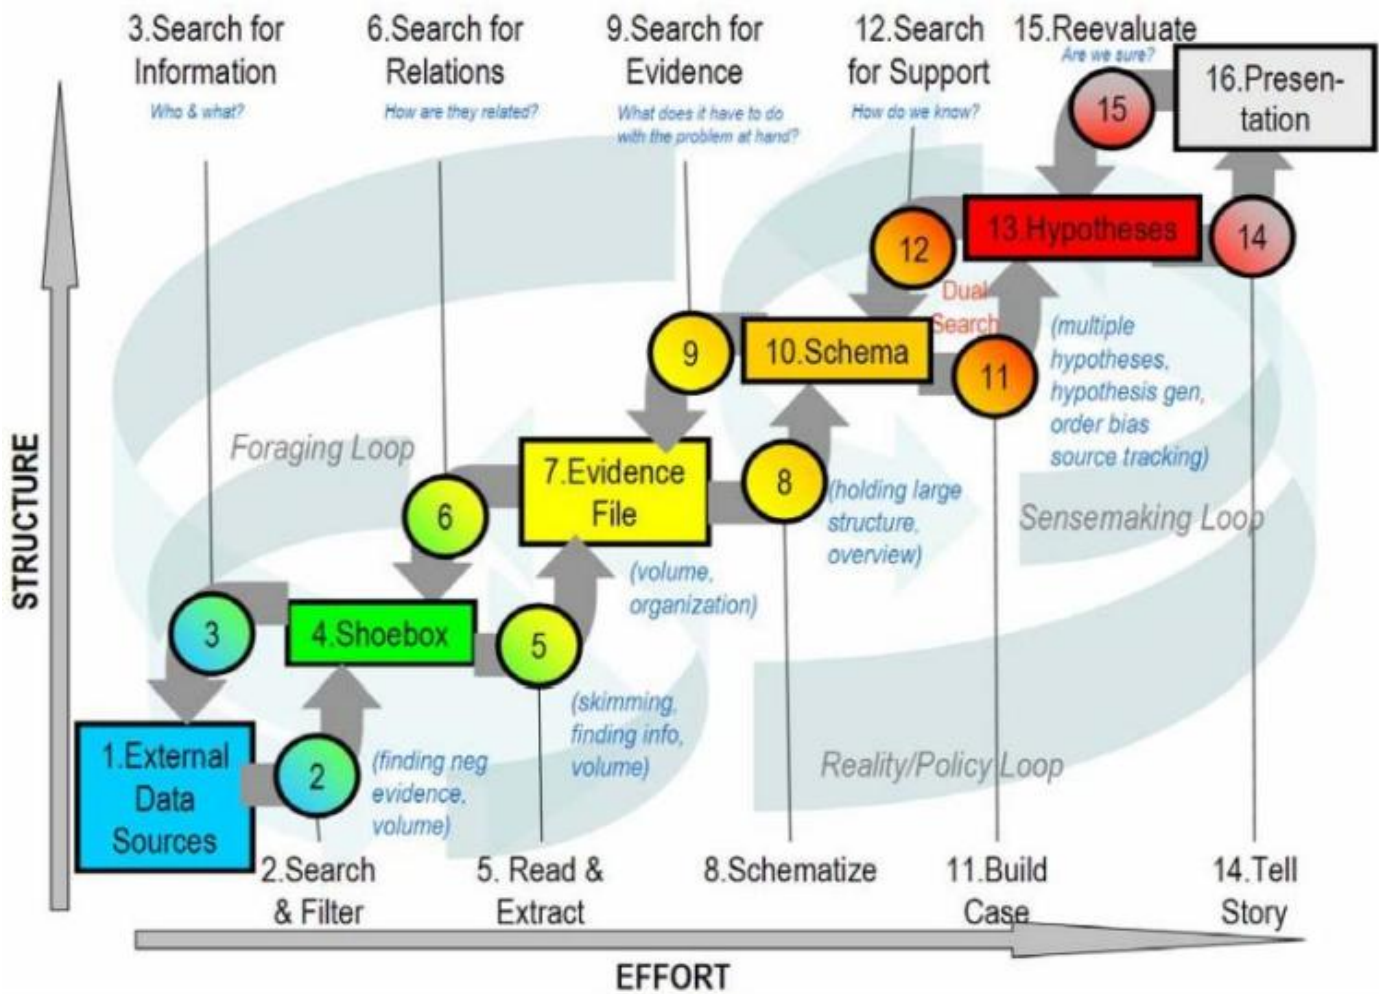 3.Search for
Information
Who & what?
6.Search for
Relations
How are they related?
9.Search for
Evidence
What does it have to do
with the problem at hand?
12.Search
for Support
How do we know?
15.Reevaluate
Are we sure?
16.Presen-
tation
15
13.Hypotheses
14
12
Dual
Search
11
(multiple
hypotheses,
hypothesis gen,
order bias
source tracking)
10.Schema
9
8
(holding large
structure,
overview)
7.Evidence
File
(volume,
organization)
6
Foraging Loop
Sensemaking Loop
Reality/Policy Loop
5
(skimming,
finding info,
volume)
4.Shoebox
3
2
(finding neg
evidence,
volume)
1.External
Data
Sources
2.Search
& Filter
5. Read &
Extract
8.Schematize
11.Build
Case
14.Tell
Story
STRUCTURE
EFFORT